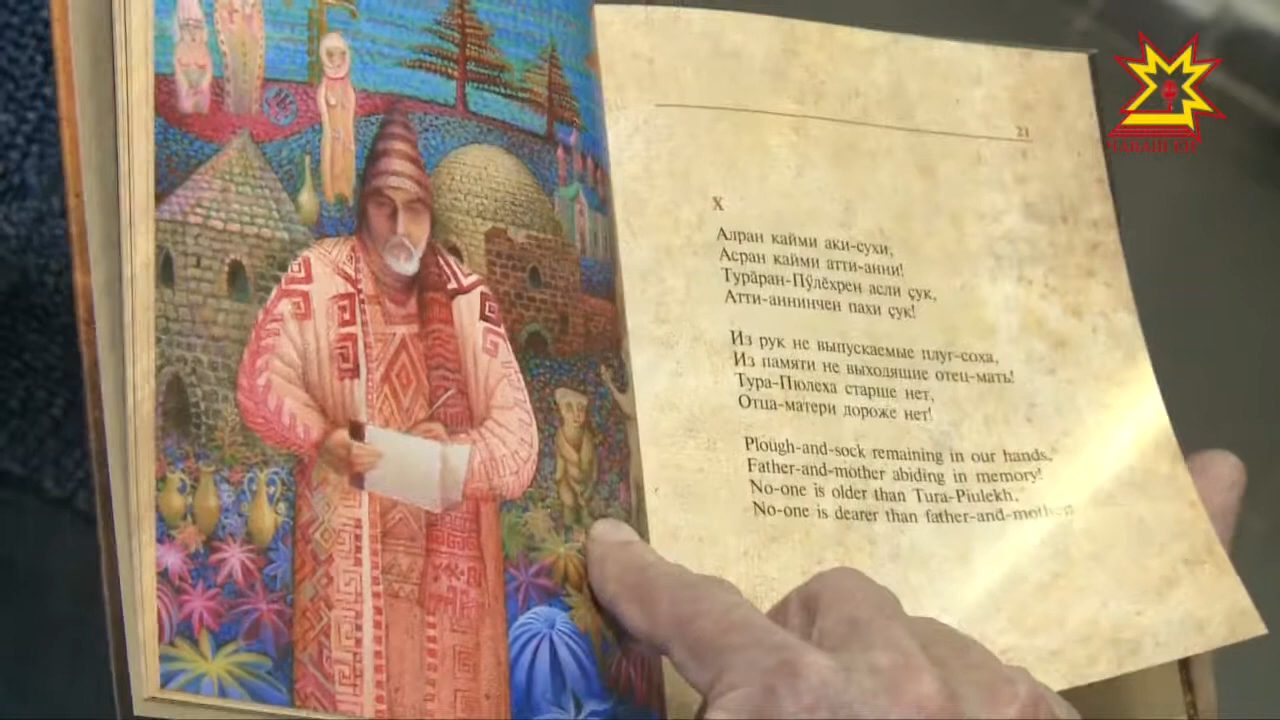 21
X
Алран кайми аки-сухи,
Асран кайми атти-анни!
Турăран-Пӳлĕхрен асли çук,
Атти-аннинчен пахи çук!
Из рук не выпускаемые плуг-соха,
Из памяти не выходящие отец-мать!
Тура-Пюлеха старше нет,
Отца-матери дороже нет!
Plough-and-sock remaining in our hands,
Father-and-mother abiding in memory!
No-one is older than Tura-Piulekh,
No-one is dearer than father-and-mother